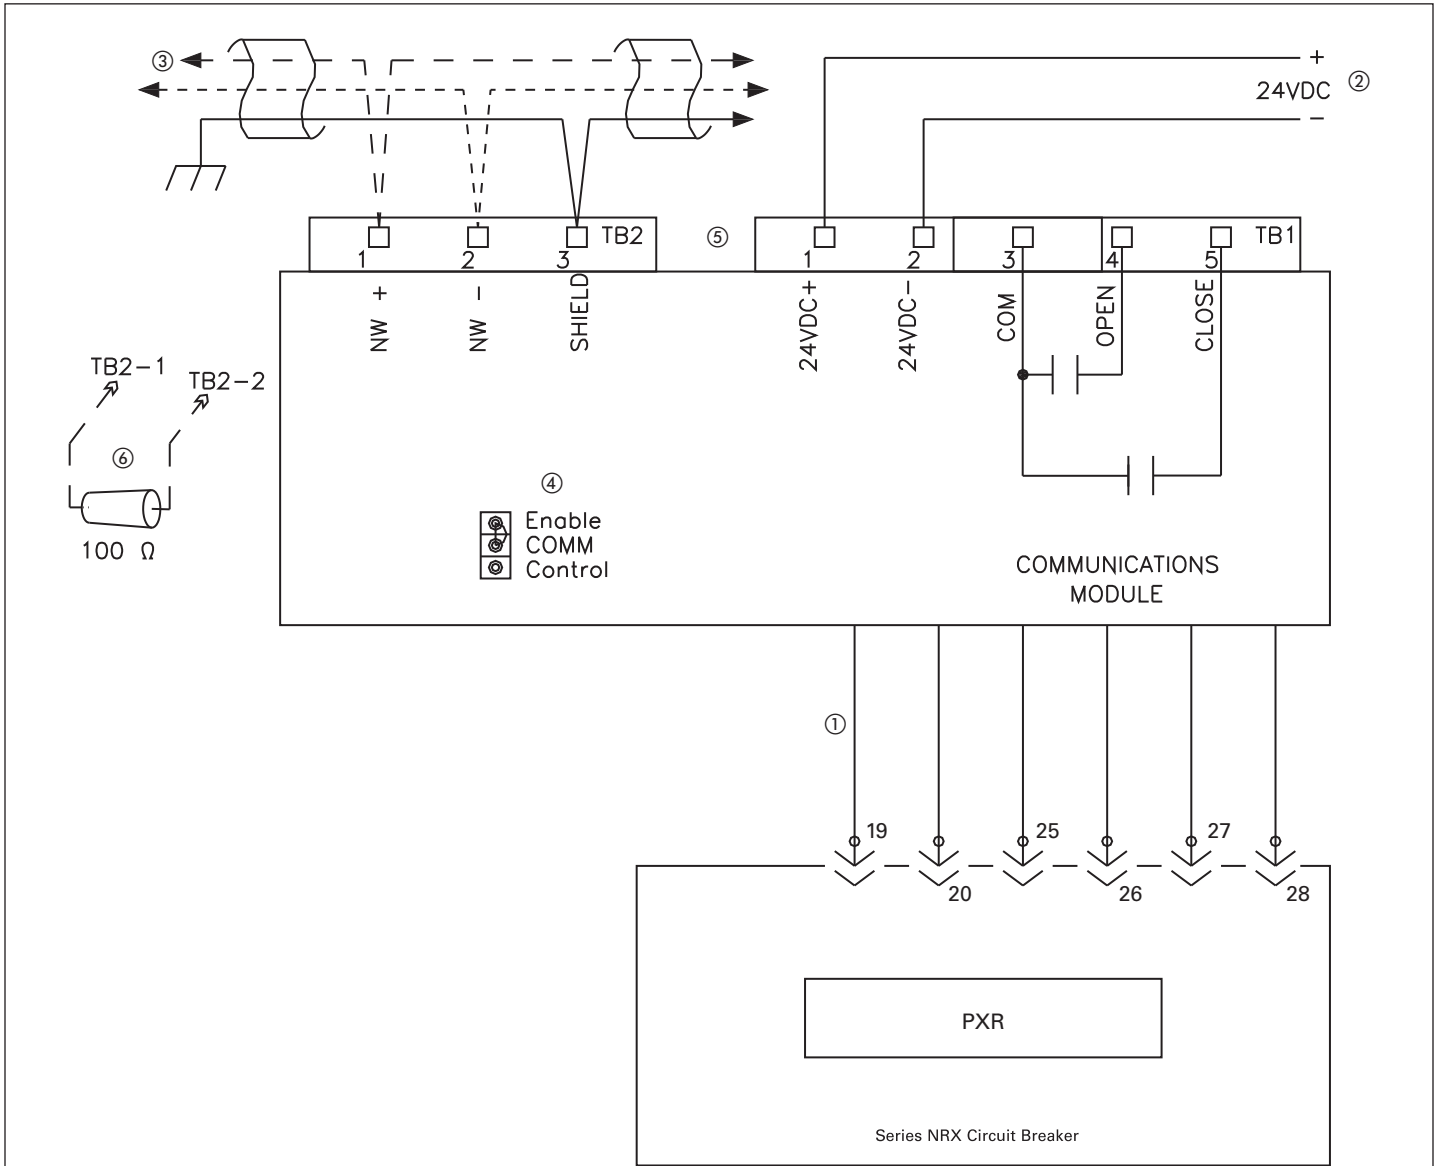 ③
+
24VDC ②
−
TB2 ⑤ TB1
1 2 3 1 2 3 4 5
NW +
NW −
SHIELD
24VDC+
24VDC−
COM
OPEN
CLOSE
TB2-1
TB2-2
⑥
100 Ω
④
Enable
COMM
Control
COMMUNICATIONS
MODULE
①
19 25 27
20 26 28
PXR
Series NRX Circuit Breaker